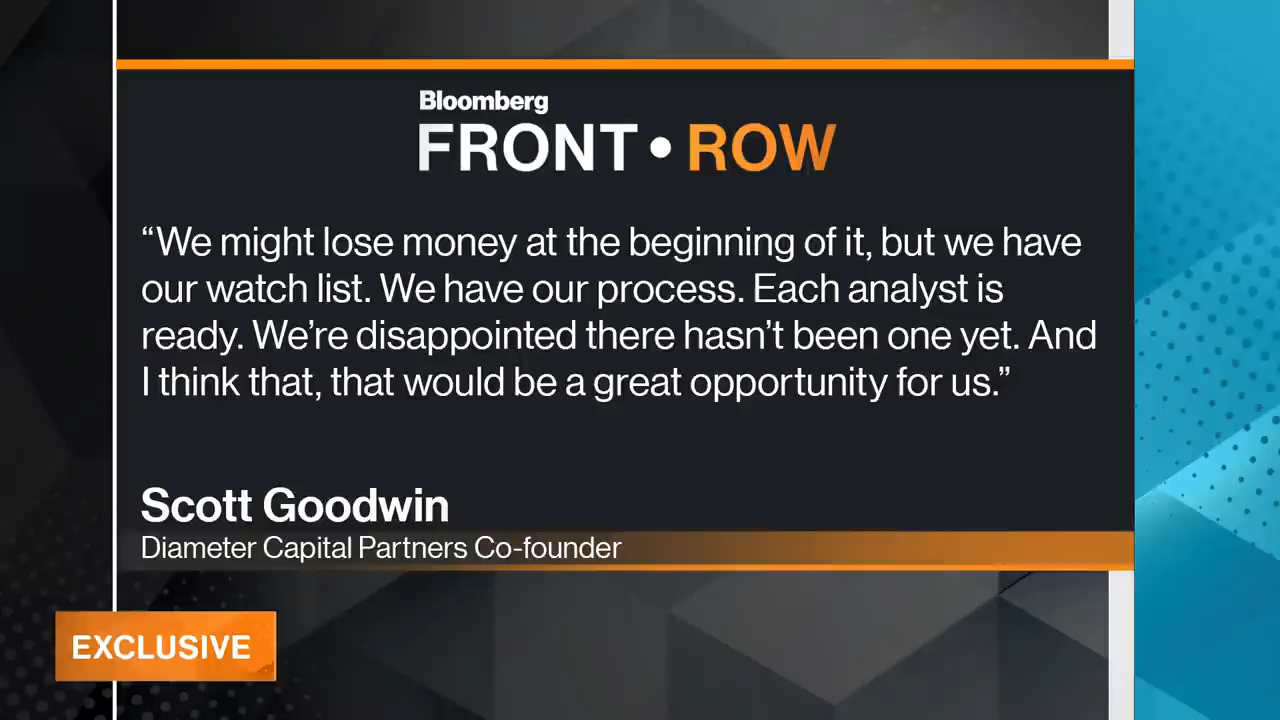 Bloomberg
FRONT • ROW
“We might lose money at the beginning of it, but we have
our watch list. We have our process. Each analyst is
ready. We’re disappointed there hasn’t been one yet. And
I think that, that would be a great opportunity for us.”
Scott Goodwin
Diameter Capital Partners Co-founder
EXCLUSIVE